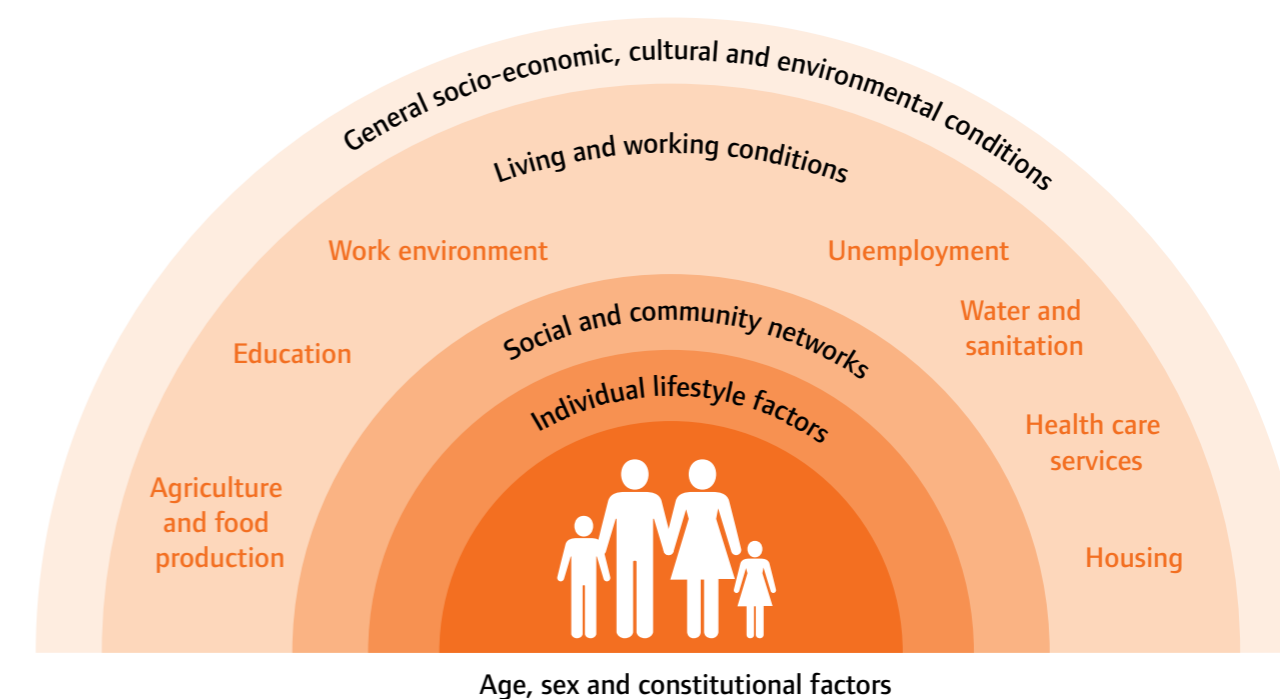 General socio-economic, cultural and environmental conditions
Living and working conditions
Work environment
Unemployment
Water and
sanitation
Social and community networks
Education
Individual lifestyle factors
Health care
services
Agriculture
and food
production
Housing
Age, sex and constitutional factors